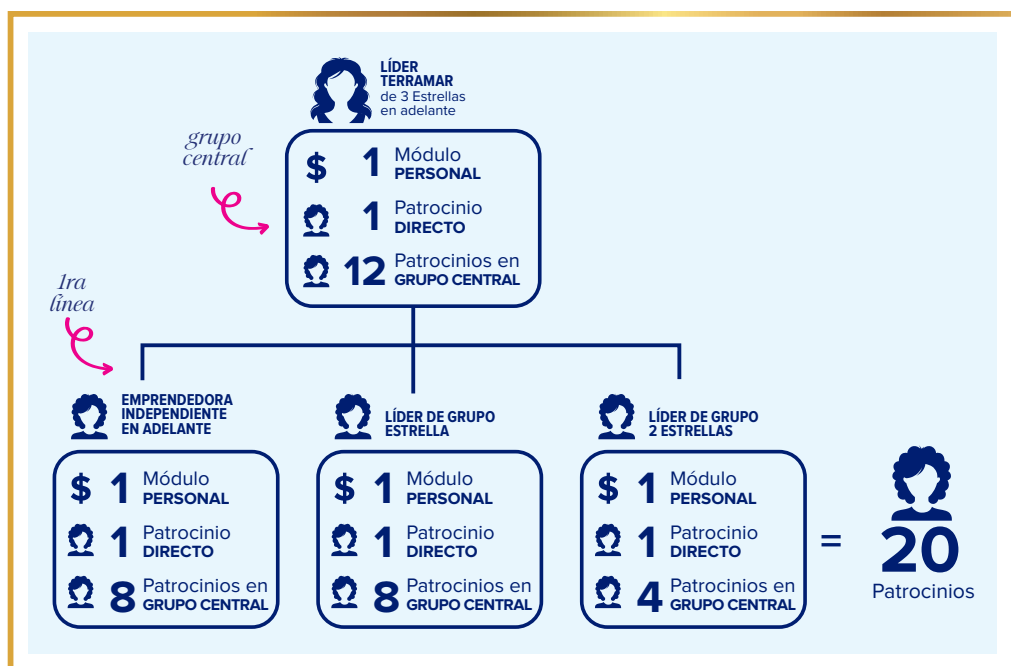 LÍDER
TERRAMAR
de 3 Estrellas
en adelante
grupo
central
$ 1 Módulo
PERSONAL
1 Patrocinio
DIRECTO
12 Patrocinios en
GRUPO CENTRAL
1ra
línea
EMPRENDEDORA
INDEPENDIENTE
EN ADELANTE
$ 1 Módulo
PERSONAL
1 Patrocinio
DIRECTO
8 Patrocinios en
GRUPO CENTRAL
LÍDER DE GRUPO
ESTRELLA
$ 1 Módulo
PERSONAL
1 Patrocinio
DIRECTO
8 Patrocinios en
GRUPO CENTRAL
LÍDER DE GRUPO
2 ESTRELLAS
$ 1 Módulo
PERSONAL
1 Patrocinio
DIRECTO
4 Patrocinios en
GRUPO CENTRAL
=
20
Patrocinios